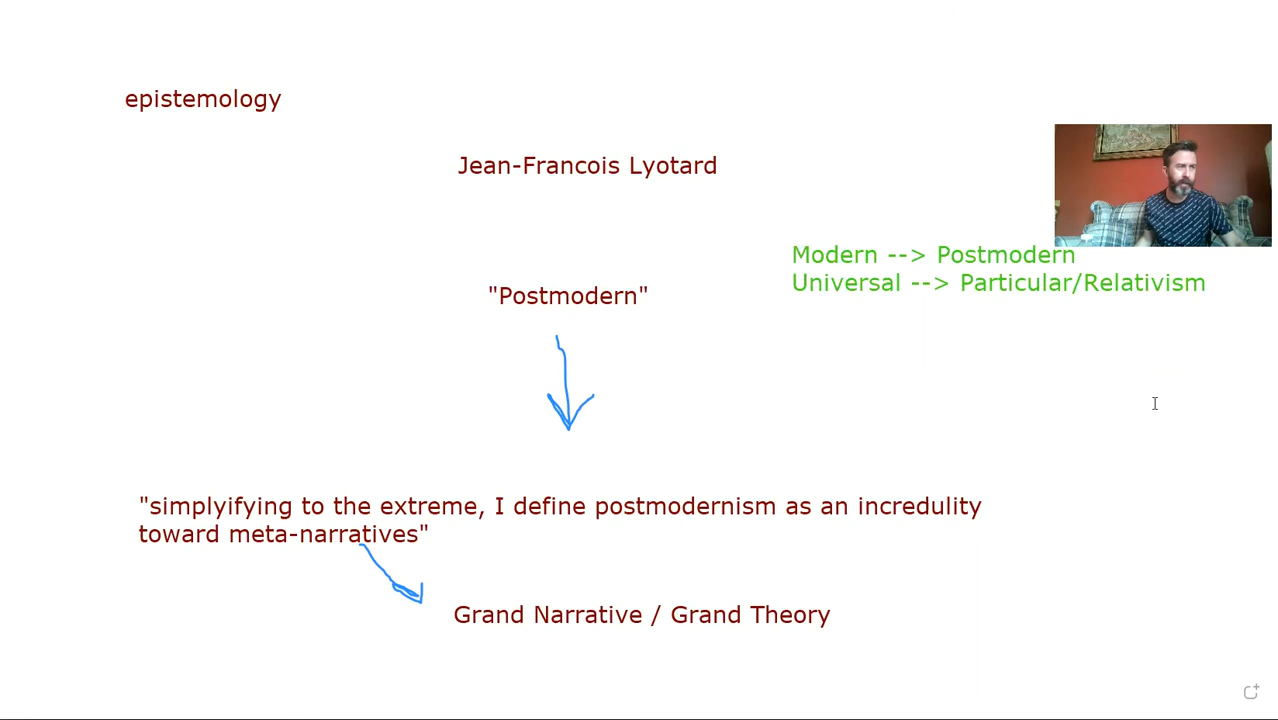 epistemology
Jean-Francois Lyotard
Modern --> Postmodern
Universal --> Particular/Relativism
"Postmodern"
"simplyifying to the extreme, I define postmodernism as an incredulity
toward meta-narratives"
Grand Narrative / Grand Theory